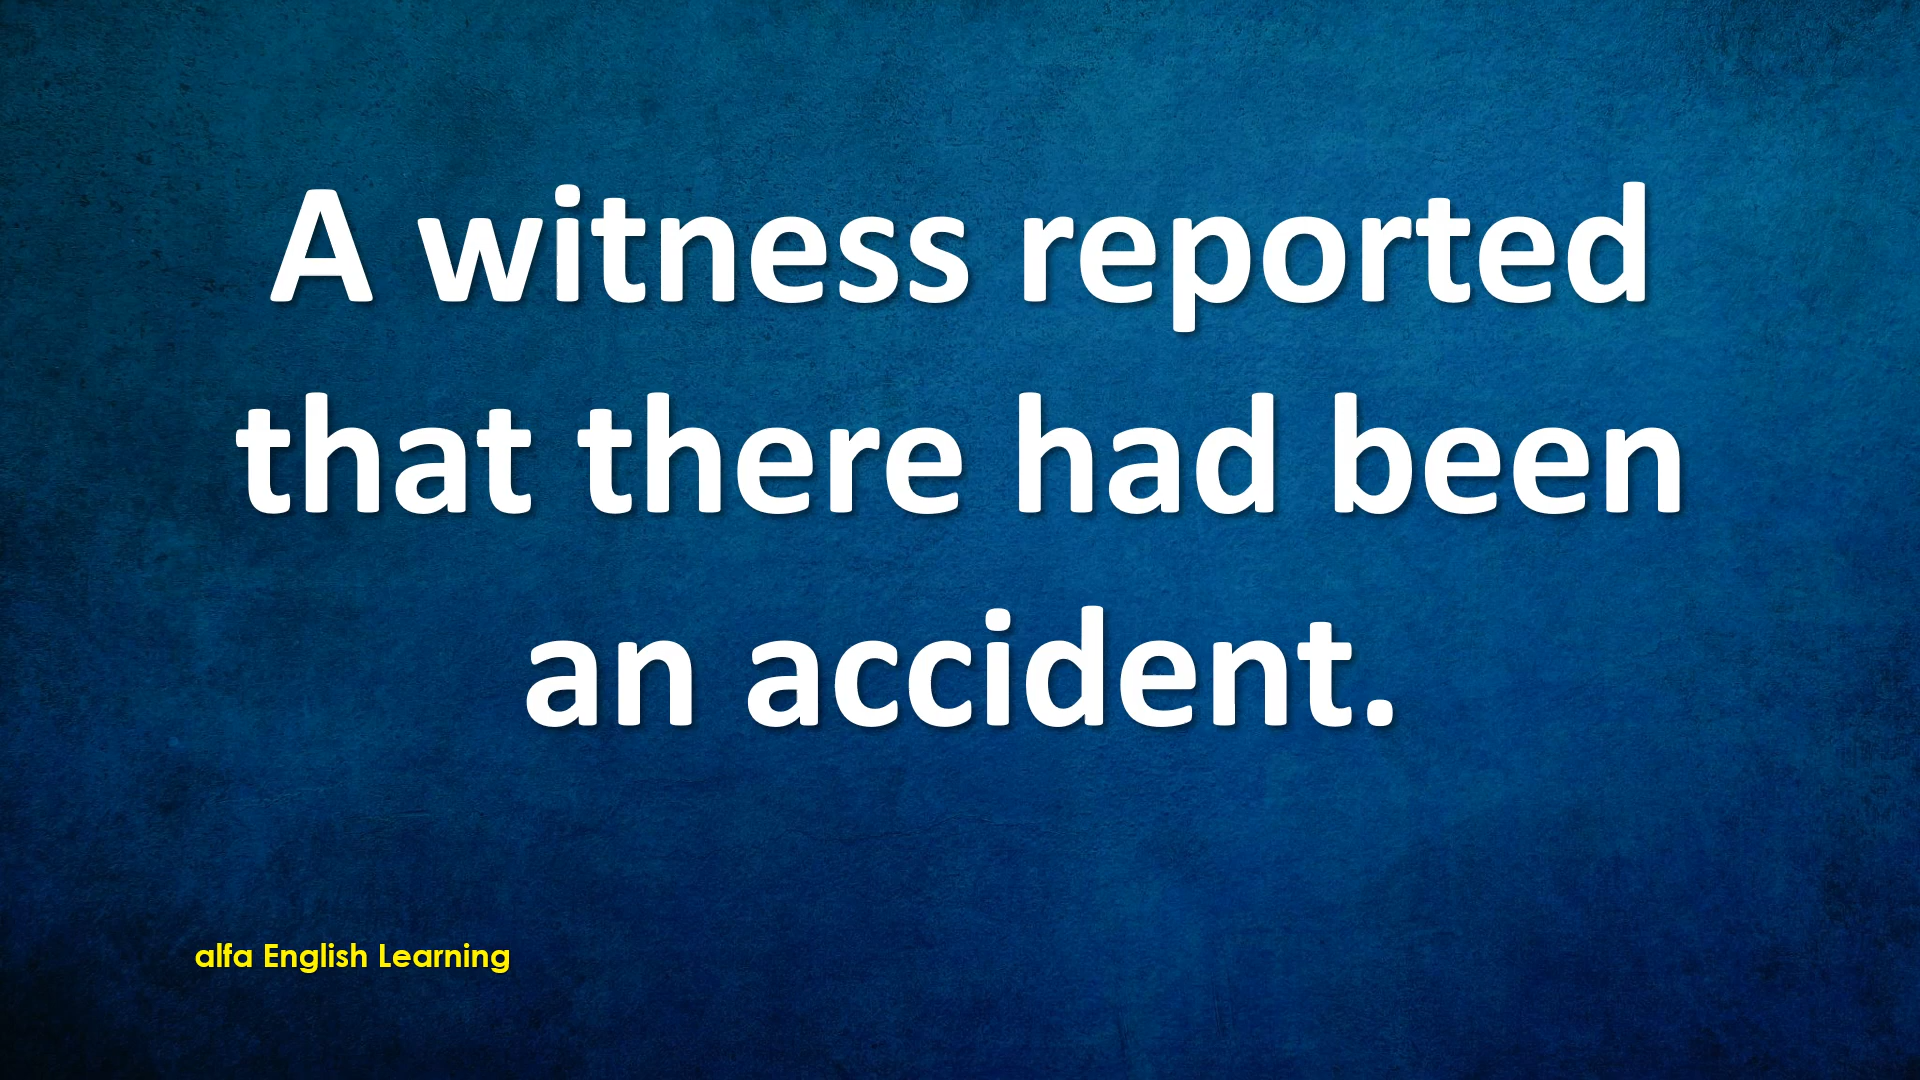 A witness reported
that there had been
an accident.
alfa English Learning